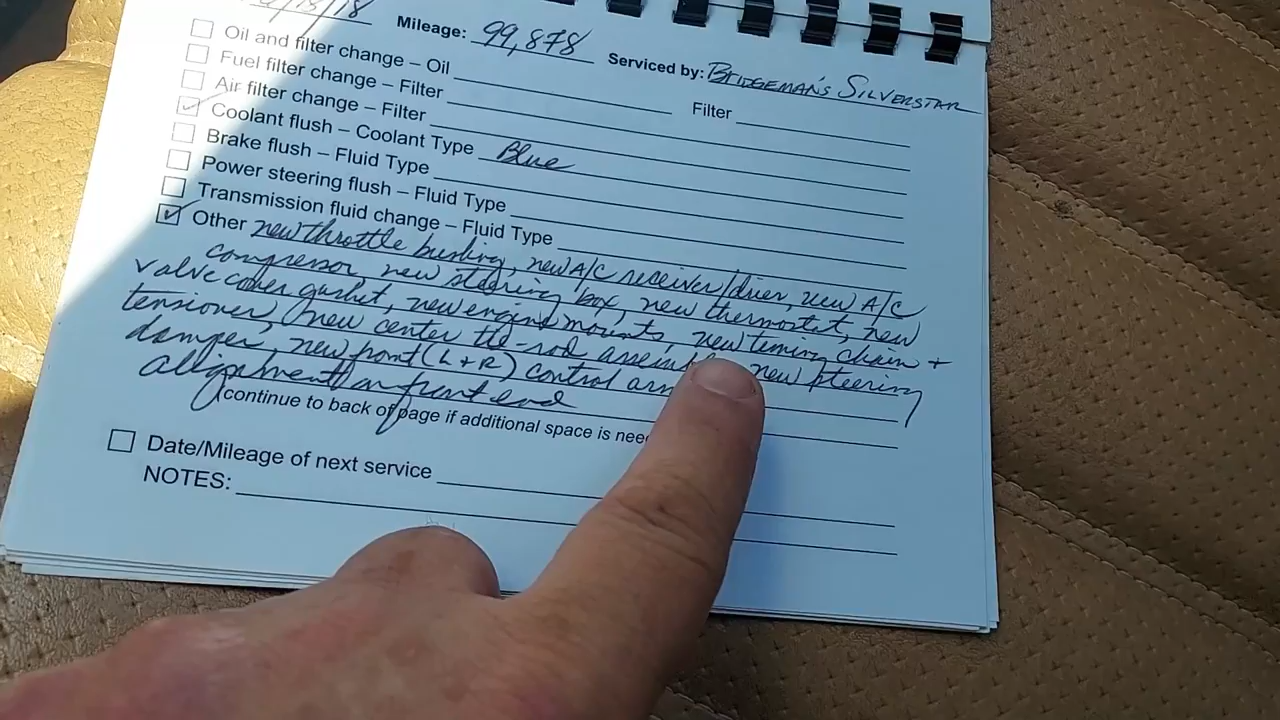 /18/18 Mileage: 99,878 Serviced by: BRIDGEMAN'S SILVERSTAR
Oil and filter change – Oil Filter
Fuel filter change – Filter
Air filter change – Filter
Coolant flush – Coolant Type Blue
Brake flush – Fluid Type
Power steering flush – Fluid Type
Transmission fluid change – Fluid Type
Other new throttle bushing, new A/C receiver/drier, new A/C
compressor, new steering box, new thermostat, new
valve cover gasket, new engine mounts, new timing chain +
tensioner, new center tie-rod new steering
damper, new front (L+R) control
alignment on front end
(continue to back of page if additional space is
Date/Mileage of next service
NOTES: